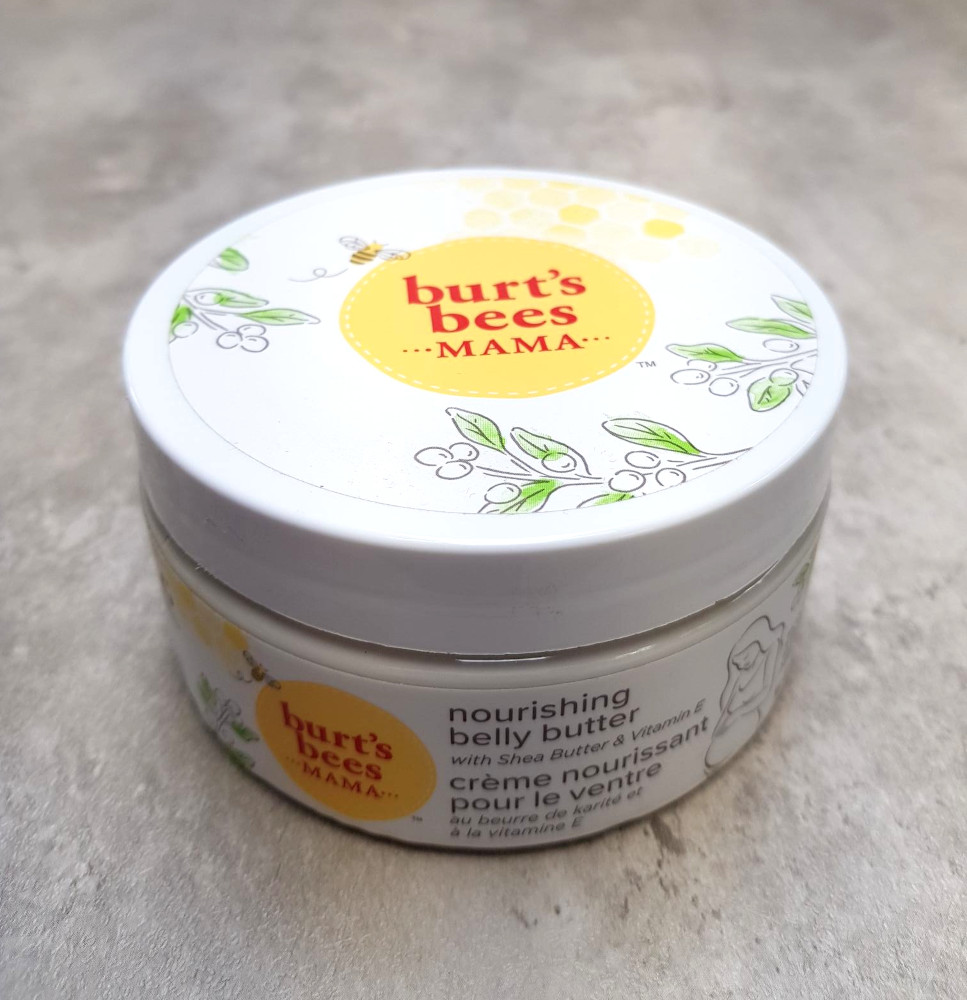 burt's
bees
···MAMA···
TM
burt's
bees
···MAMA···
TM
nourishing
belly butter
with Shea Butter & Vitamin E
crème nourissant
pour le ventre
au beurre de karité et
à la vitamine E